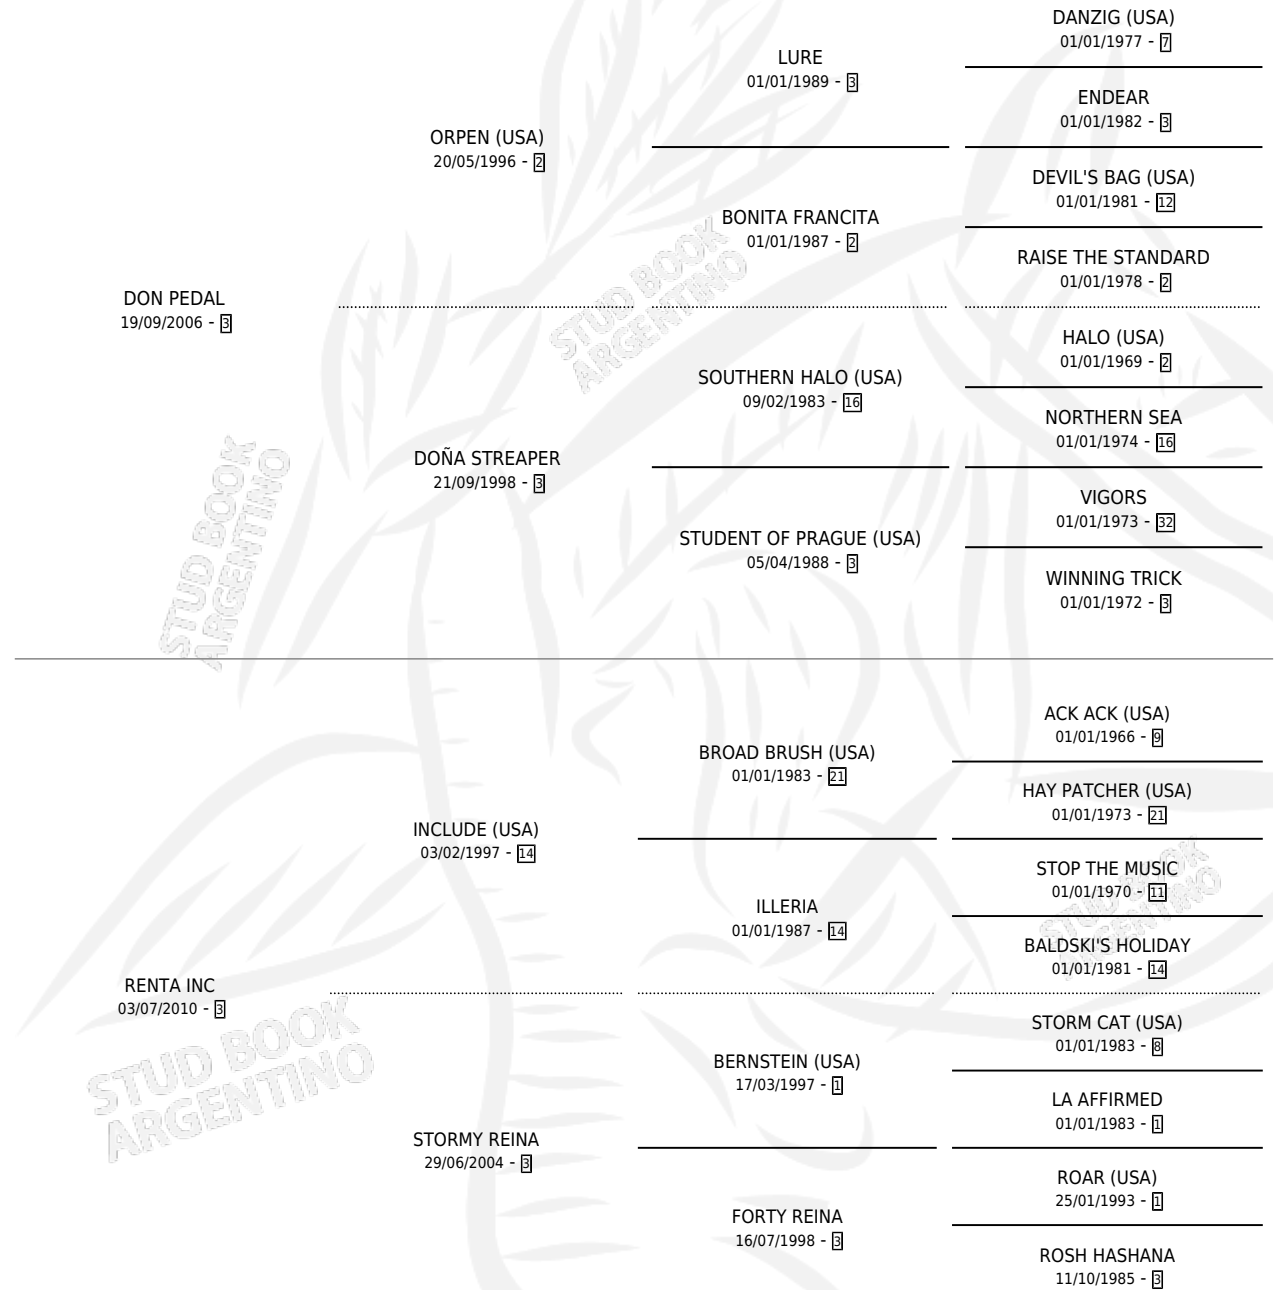 DANZIG (USA)
01/01/1977 - 7
LURE
01/01/1989 - 3
ENDEAR
01/01/1982 - 3
ORPEN (USA)
20/05/1996 - 2
DEVIL'S BAG (USA)
01/01/1981 - 12
BONITA FRANCITA
01/01/1987 - 2
RAISE THE STANDARD
01/01/1978 - 2
DON PEDAL
19/09/2006 - 3
HALO (USA)
01/01/1969 - 2
SOUTHERN HALO (USA)
09/02/1983 - 16
NORTHERN SEA
01/01/1974 - 16
DOÑA STREAPER
21/09/1998 - 3
VIGORS
01/01/1973 - 32
STUDENT OF PRAGUE (USA)
05/04/1988 - 3
WINNING TRICK
01/01/1972 - 3
STUD BOOK
ARGENTINO
STUD BOOK
ARGENTINO
ACK ACK (USA)
01/01/1966 - 9
BROAD BRUSH (USA)
01/01/1983 - 21
HAY PATCHER (USA)
01/01/1973 - 21
INCLUDE (USA)
03/02/1997 - 14
STOP THE MUSIC
01/01/1970 - 11
ILLERIA
01/01/1987 - 14
BALDSKI'S HOLIDAY
01/01/1981 - 14
RENTA INC
03/07/2010 - 3
STORM CAT (USA)
01/01/1983 - 8
BERNSTEIN (USA)
17/03/1997 - 1
LA AFFIRMED
01/01/1983 - 1
STORMY REINA
29/06/2004 - 3
ROAR (USA)
25/01/1993 - 1
FORTY REINA
16/07/1998 - 3
ROSH HASHANA
11/10/1985 - 3
STUD BOOK
ARGENTINO
STUD BOOK
ARGENTINO